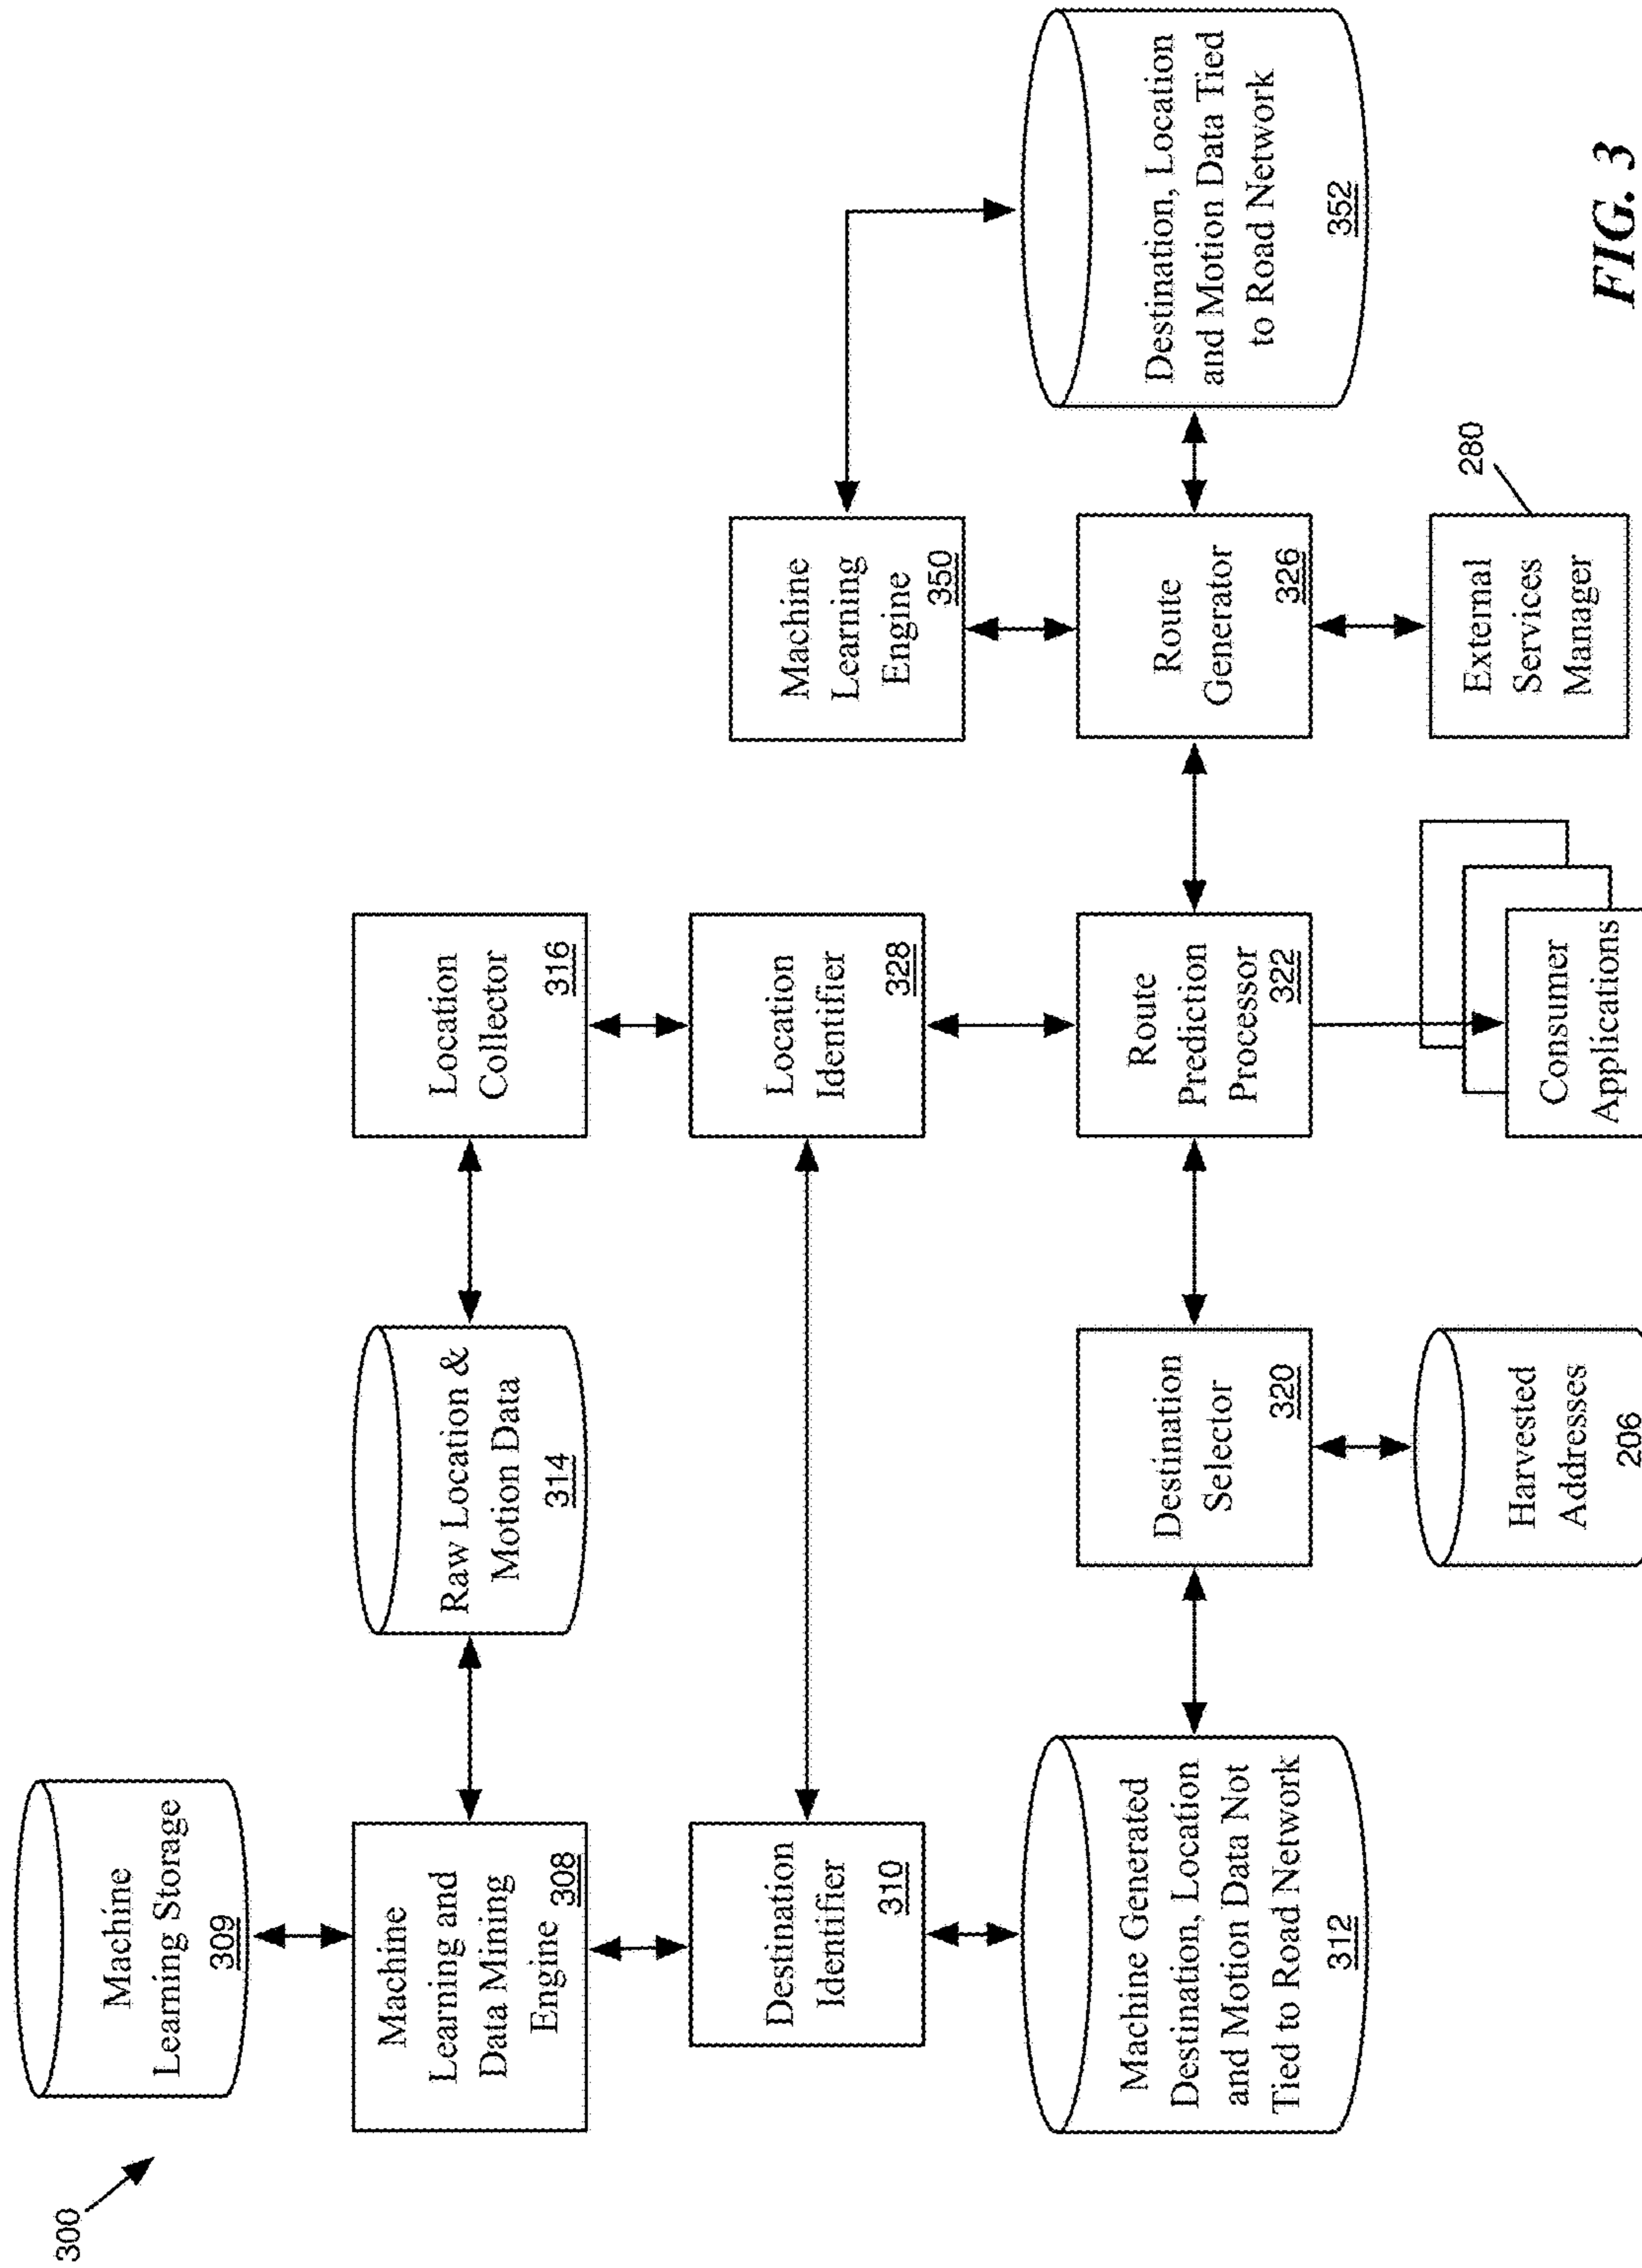 300
Machine
Learning Storage
309
Machine
Learning and
Data Mining
Engine
308
Raw Location &
Motion Data
314
Location
Collector
316
Destination
Identifier
310
Location
Identifier
328
Machine
Learning
Engine
350
Machine Generated
Destination, Location
and Motion Data Not
Tied to Road Network
312
Destination
Selector
320
Route
Prediction
Processor
322
Route
Generator
326
Destination, Location
and Motion Data Tied
to Road Network
352
Harvested
Addresses
206
Consumer
Applications
External
Services
Manager
280
FIG. 3